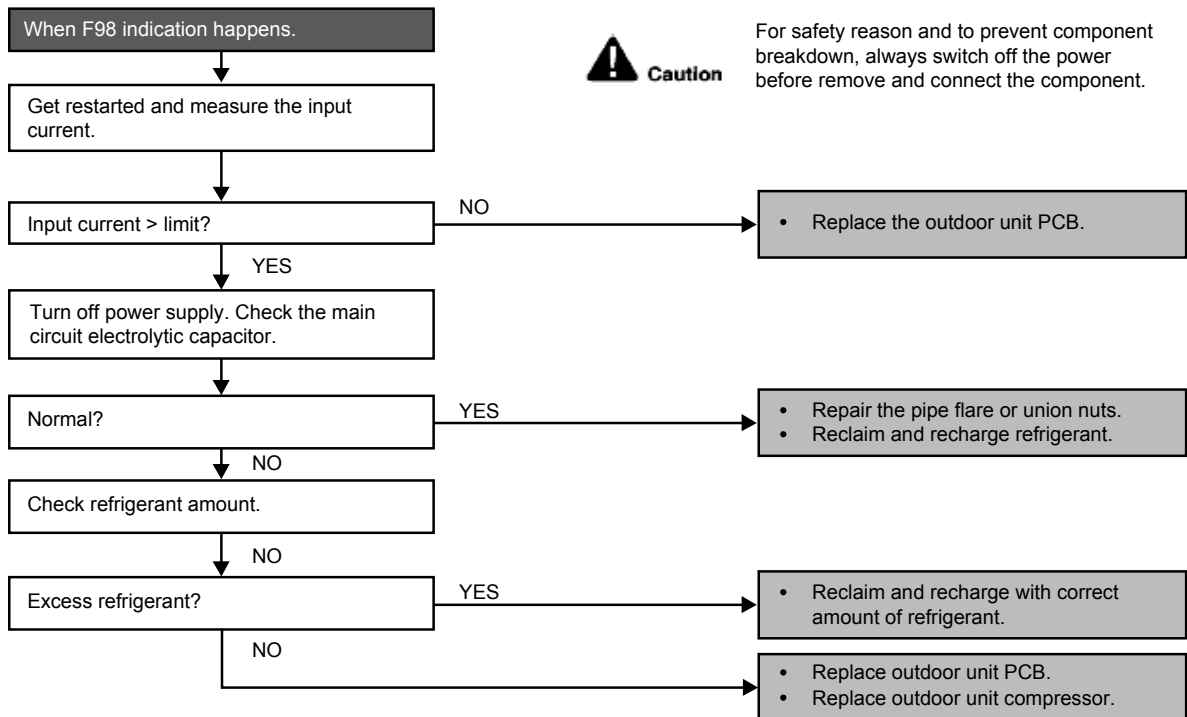 When F98 indication happens.
For safety reason and to prevent component
breakdown, always switch off the power
before remove and connect the component.
Caution
Get restarted and measure the input
current.
Input current > limit?
NO
• Replace the outdoor unit PCB.
YES
Turn off power supply. Check the main
circuit electrolytic capacitor.
Normal?
YES
• Repair the pipe flare or union nuts.
• Reclaim and recharge refrigerant.
NO
Check refrigerant amount.
NO
Excess refrigerant?
YES
• Reclaim and recharge with correct
amount of refrigerant.
NO
• Replace outdoor unit PCB.
• Replace outdoor unit compressor.